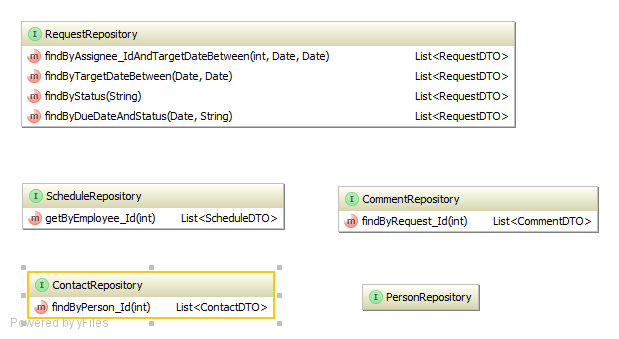 I RequestRepository
m findByAssignee_IdAndTargetDateBetween(int, Date, Date) List<RequestDTO>
m findByTargetDateBetween(Date, Date) List<RequestDTO>
m findByStatus(String) List<RequestDTO>
m findByDueDateAndStatus(Date, String) List<RequestDTO>
I ScheduleRepository
m getByEmployee_Id(int) List<ScheduleDTO>
I CommentRepository
m findByRequest_Id(int) List<CommentDTO>
I ContactRepository
m findByPerson_Id(int) List<ContactDTO>
I PersonRepository
Powered by yFiles